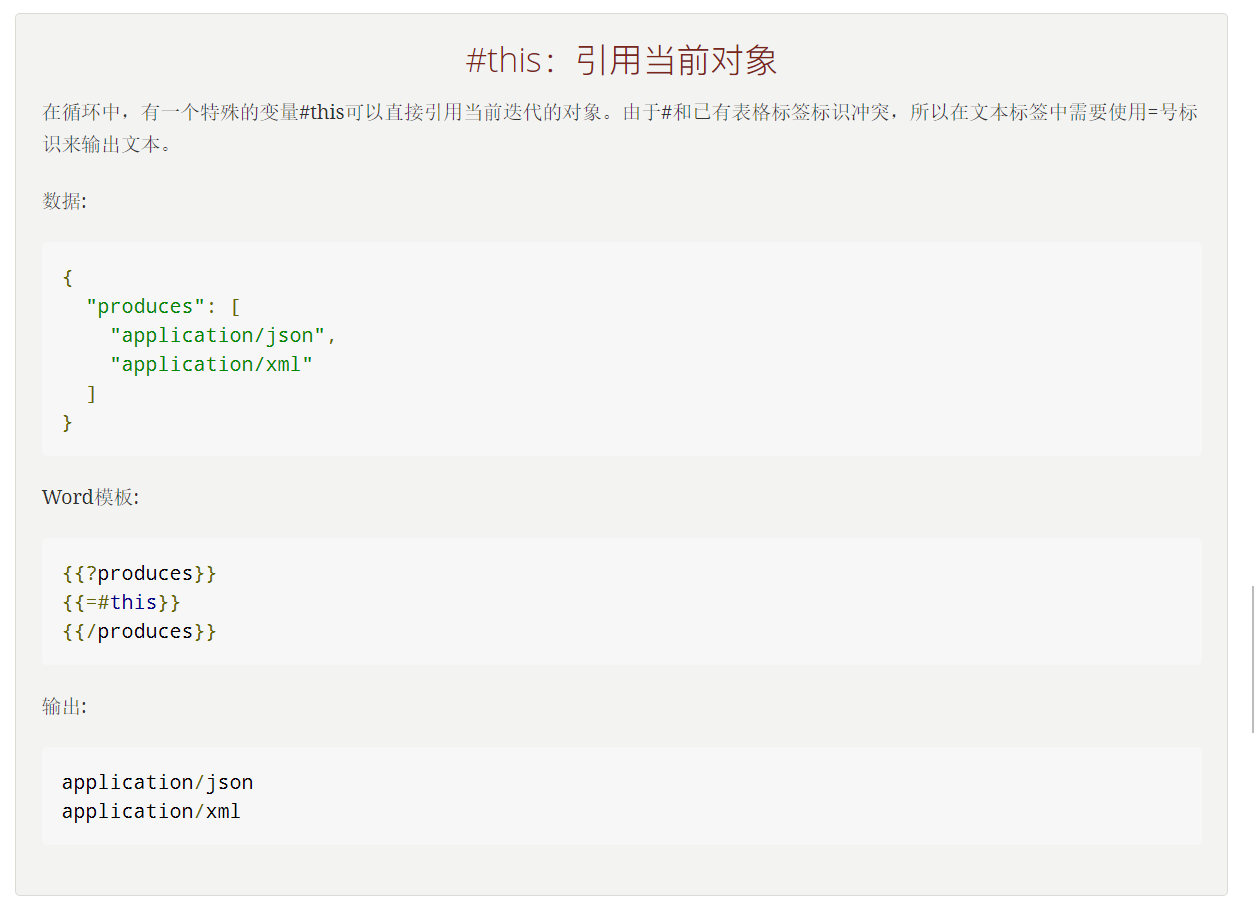 #this：引用当前对象
在循环中，有一个特殊的变量#this可以直接引用当前迭代的对象。由于#和已有表格标签标识冲突，所以在文本标签中需要使用=号标
识来输出文本。
数据:
{
  "produces": [
    "application/json",
    "application/xml"
  ]
}
Word模板:
{{?produces}}
{{=#this}}
{{/produces}}
输出:
application/json
application/xml